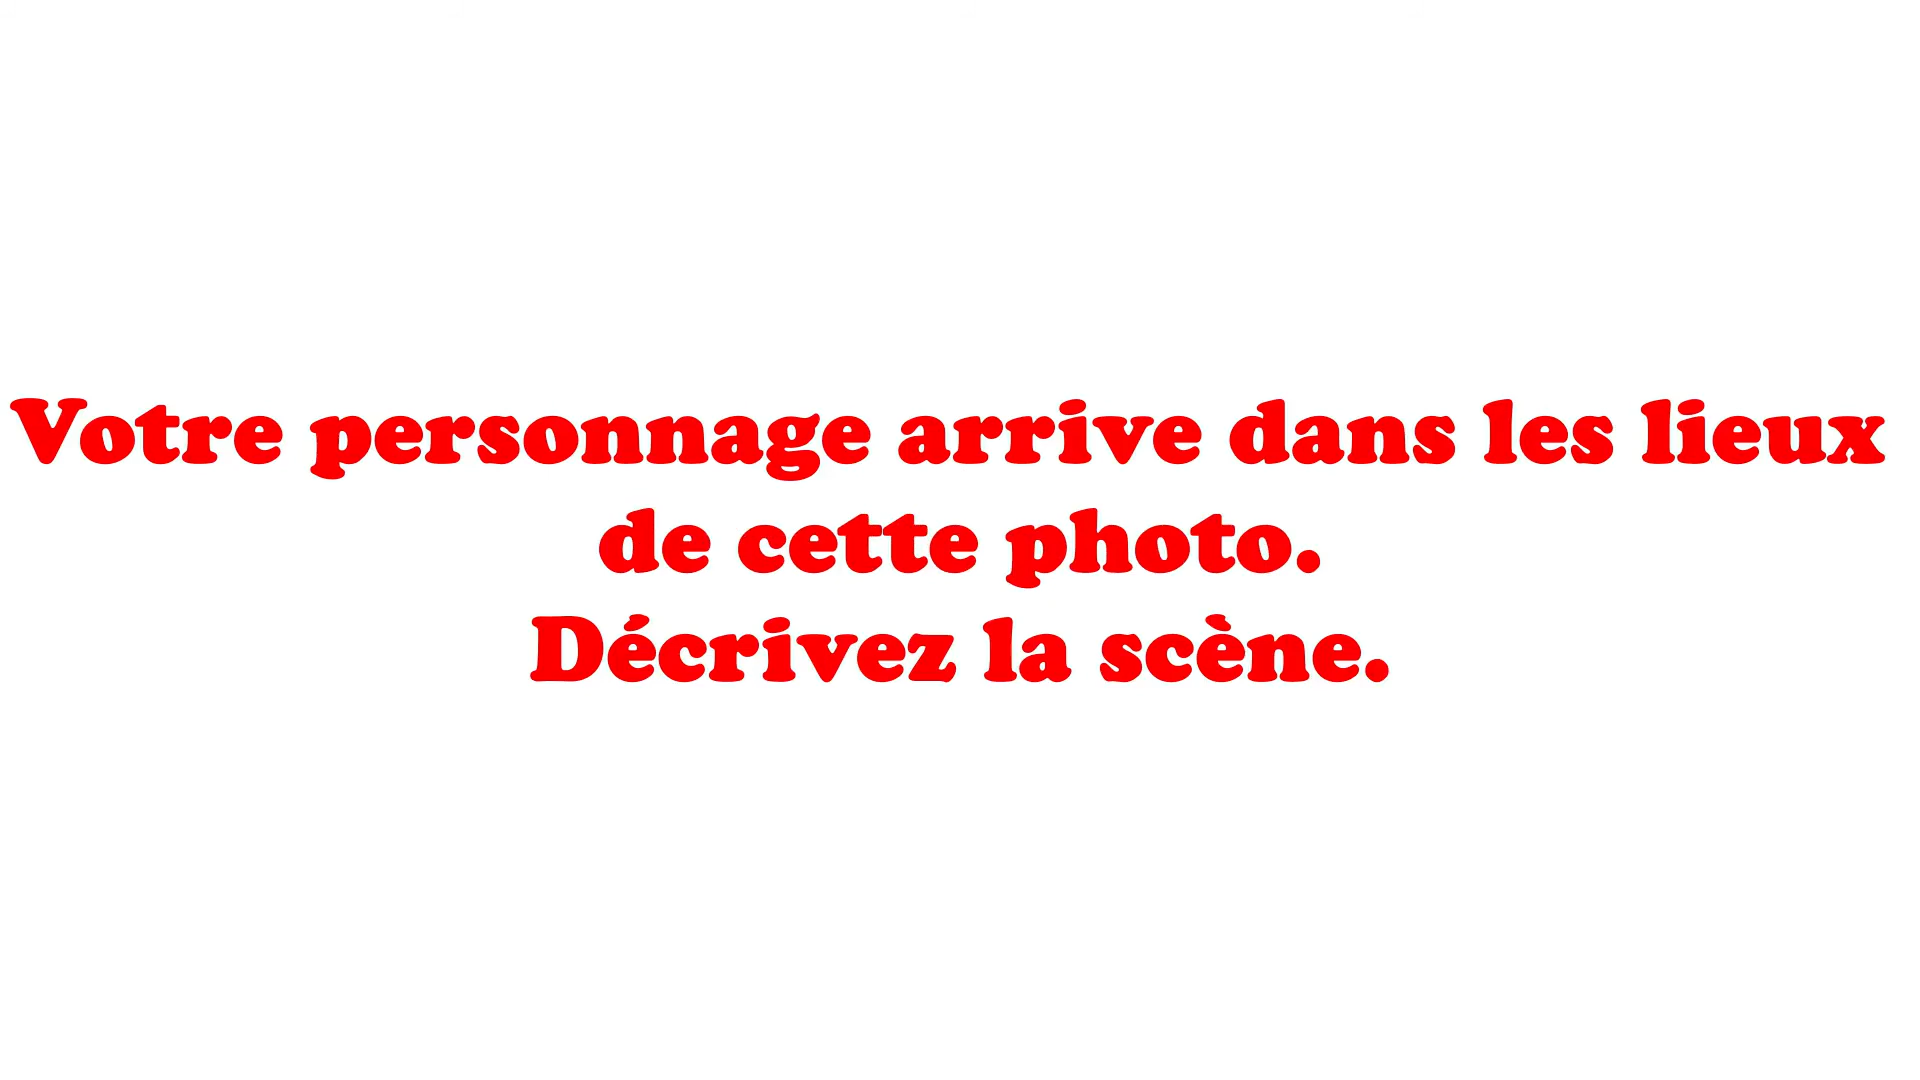 Votre personnage arrive dans les lieux
de cette photo.
Décrivez la scène.